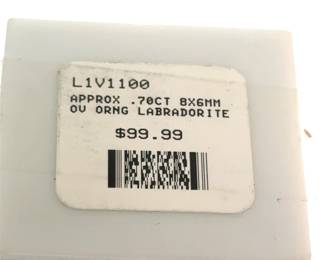 L1V1100
APPROX .70CT 8X6MM
OV ORNG LABRADORITE
$99.99